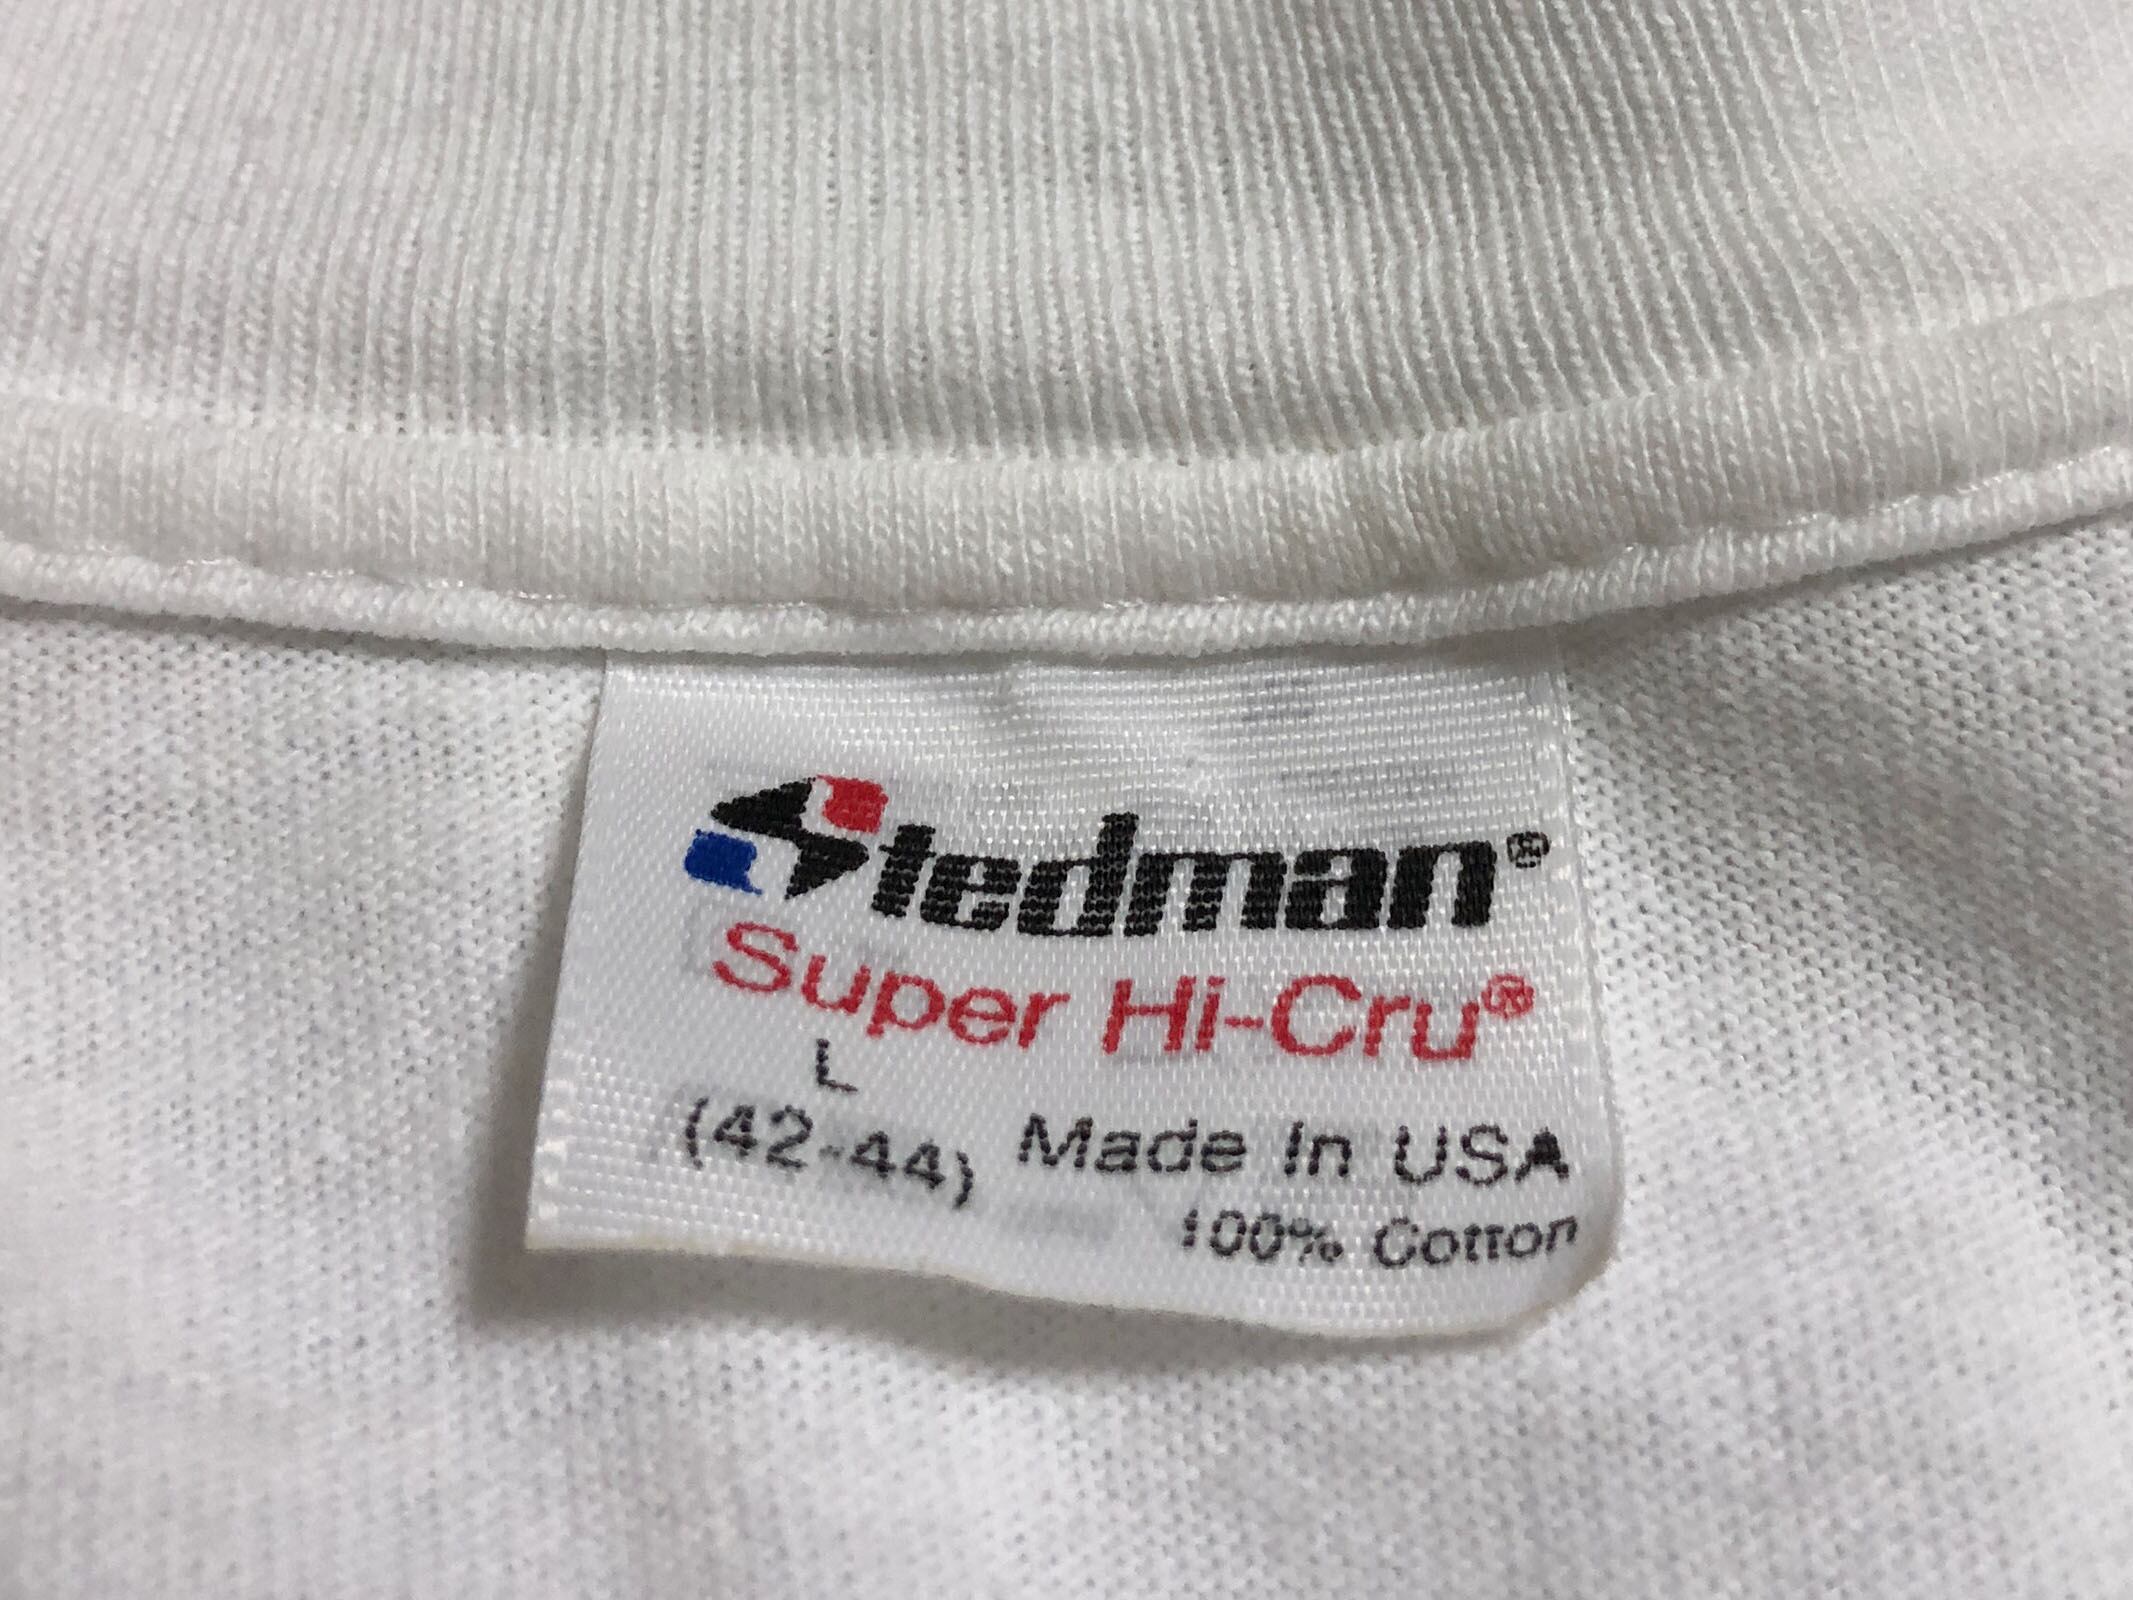 Stedman®
Super Hi-Cru®
L
(42-44) Made In USA
100% Cotton